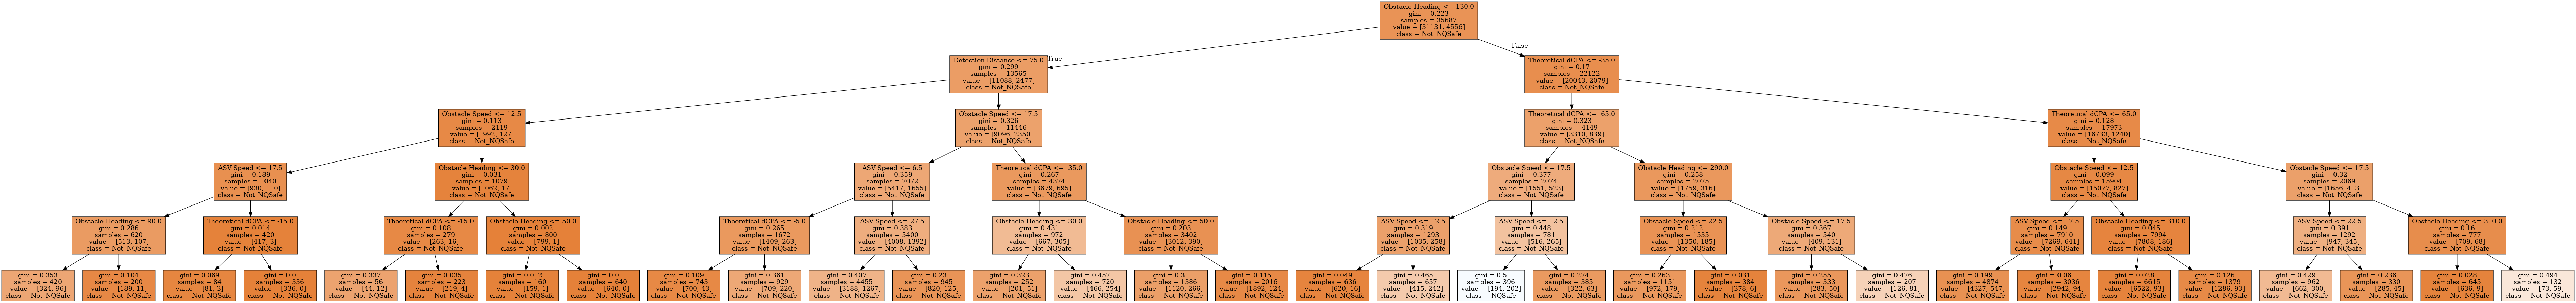 Obstacle Heading <= 130.0
gini = 0.223
samples = 35687
value = [31131, 4556]
class = Not_NQSafe
True
False
Detection Distance <= 75.0
gini = 0.299
samples = 13565
value = [11088, 2477]
class = Not_NQSafe
Theoretical dCPA <= -35.0
gini = 0.17
samples = 22122
value = [20043, 2079]
class = Not_NQSafe
Obstacle Speed <= 12.5
gini = 0.113
samples = 2119
value = [1992, 127]
class = Not_NQSafe
Obstacle Speed <= 17.5
gini = 0.326
samples = 11446
value = [9096, 2350]
class = Not_NQSafe
Theoretical dCPA <= -65.0
gini = 0.323
samples = 4149
value = [3310, 839]
class = Not_NQSafe
Theoretical dCPA <= 65.0
gini = 0.128
samples = 17973
value = [16733, 1240]
class = Not_NQSafe
ASV Speed <= 17.5
gini = 0.189
samples = 1040
value = [930, 110]
class = Not_NQSafe
Obstacle Heading <= 30.0
gini = 0.031
samples = 1079
value = [1062, 17]
class = Not_NQSafe
ASV Speed <= 6.5
gini = 0.359
samples = 7072
value = [5417, 1655]
class = Not_NQSafe
Theoretical dCPA <= -35.0
gini = 0.267
samples = 4374
value = [3679, 695]
class = Not_NQSafe
Obstacle Speed <= 17.5
gini = 0.377
samples = 2074
value = [1551, 523]
class = Not_NQSafe
Obstacle Heading <= 290.0
gini = 0.258
samples = 2075
value = [1759, 316]
class = Not_NQSafe
Obstacle Speed <= 12.5
gini = 0.099
samples = 15904
value = [15077, 827]
class = Not_NQSafe
Obstacle Speed <= 17.5
gini = 0.32
samples = 2069
value = [1656, 413]
class = Not_NQSafe
Obstacle Heading <= 90.0
gini = 0.286
samples = 620
value = [513, 107]
class = Not_NQSafe
Theoretical dCPA <= -15.0
gini = 0.014
samples = 420
value = [417, 3]
class = Not_NQSafe
Theoretical dCPA <= -15.0
gini = 0.108
samples = 279
value = [263, 16]
class = Not_NQSafe
Obstacle Heading <= 50.0
gini = 0.002
samples = 800
value = [799, 1]
class = Not_NQSafe
Theoretical dCPA <= -5.0
gini = 0.265
samples = 1672
value = [1409, 263]
class = Not_NQSafe
ASV Speed <= 27.5
gini = 0.383
samples = 5400
value = [4008, 1392]
class = Not_NQSafe
Obstacle Heading <= 30.0
gini = 0.431
samples = 972
value = [667, 305]
class = Not_NQSafe
Obstacle Heading <= 50.0
gini = 0.203
samples = 3402
value = [3012, 390]
class = Not_NQSafe
ASV Speed <= 12.5
gini = 0.319
samples = 1293
value = [1035, 258]
class = Not_NQSafe
ASV Speed <= 12.5
gini = 0.448
samples = 781
value = [516, 265]
class = Not_NQSafe
Obstacle Speed <= 22.5
gini = 0.212
samples = 1535
value = [1350, 185]
class = Not_NQSafe
Obstacle Speed <= 17.5
gini = 0.367
samples = 540
value = [409, 131]
class = Not_NQSafe
ASV Speed <= 17.5
gini = 0.149
samples = 7910
value = [7269, 641]
class = Not_NQSafe
Obstacle Heading <= 310.0
gini = 0.045
samples = 7994
value = [7808, 186]
class = Not_NQSafe
ASV Speed <= 22.5
gini = 0.391
samples = 1292
value = [947, 345]
class = Not_NQSafe
Obstacle Heading <= 310.0
gini = 0.16
samples = 777
value = [709, 68]
class = Not_NQSafe
gini = 0.353
samples = 420
value = [324, 96]
class = Not_NQSafe
gini = 0.104
samples = 200
value = [189, 11]
class = Not_NQSafe
gini = 0.069
samples = 84
value = [81, 3]
class = Not_NQSafe
gini = 0.0
samples = 336
value = [336, 0]
class = Not_NQSafe
gini = 0.337
samples = 56
value = [44, 12]
class = Not_NQSafe
gini = 0.035
samples = 223
value = [219, 4]
class = Not_NQSafe
gini = 0.012
samples = 160
value = [159, 1]
class = Not_NQSafe
gini = 0.0
samples = 640
value = [640, 0]
class = Not_NQSafe
gini = 0.109
samples = 743
value = [700, 43]
class = Not_NQSafe
gini = 0.361
samples = 929
value = [709, 220]
class = Not_NQSafe
gini = 0.407
samples = 4455
value = [3188, 1267]
class = Not_NQSafe
gini = 0.23
samples = 945
value = [820, 125]
class = Not_NQSafe
gini = 0.323
samples = 252
value = [201, 51]
class = Not_NQSafe
gini = 0.457
samples = 720
value = [466, 254]
class = Not_NQSafe
gini = 0.31
samples = 1386
value = [1120, 266]
class = Not_NQSafe
gini = 0.115
samples = 2016
value = [1892, 124]
class = Not_NQSafe
gini = 0.049
samples = 636
value = [620, 16]
class = Not_NQSafe
gini = 0.465
samples = 657
value = [415, 242]
class = Not_NQSafe
gini = 0.5
samples = 396
value = [194, 202]
class = NQSafe
gini = 0.274
samples = 385
value = [322, 63]
class = Not_NQSafe
gini = 0.263
samples = 1151
value = [972, 179]
class = Not_NQSafe
gini = 0.031
samples = 384
value = [378, 6]
class = Not_NQSafe
gini = 0.255
samples = 333
value = [283, 50]
class = Not_NQSafe
gini = 0.476
samples = 207
value = [126, 81]
class = Not_NQSafe
gini = 0.199
samples = 4874
value = [4327, 547]
class = Not_NQSafe
gini = 0.06
samples = 3036
value = [2942, 94]
class = Not_NQSafe
gini = 0.028
samples = 6615
value = [6522, 93]
class = Not_NQSafe
gini = 0.126
samples = 1379
value = [1286, 93]
class = Not_NQSafe
gini = 0.429
samples = 962
value = [662, 300]
class = Not_NQSafe
gini = 0.236
samples = 330
value = [285, 45]
class = Not_NQSafe
gini = 0.028
samples = 645
value = [636, 9]
class = Not_NQSafe
gini = 0.494
samples = 132
value = [73, 59]
class = Not_NQSafe